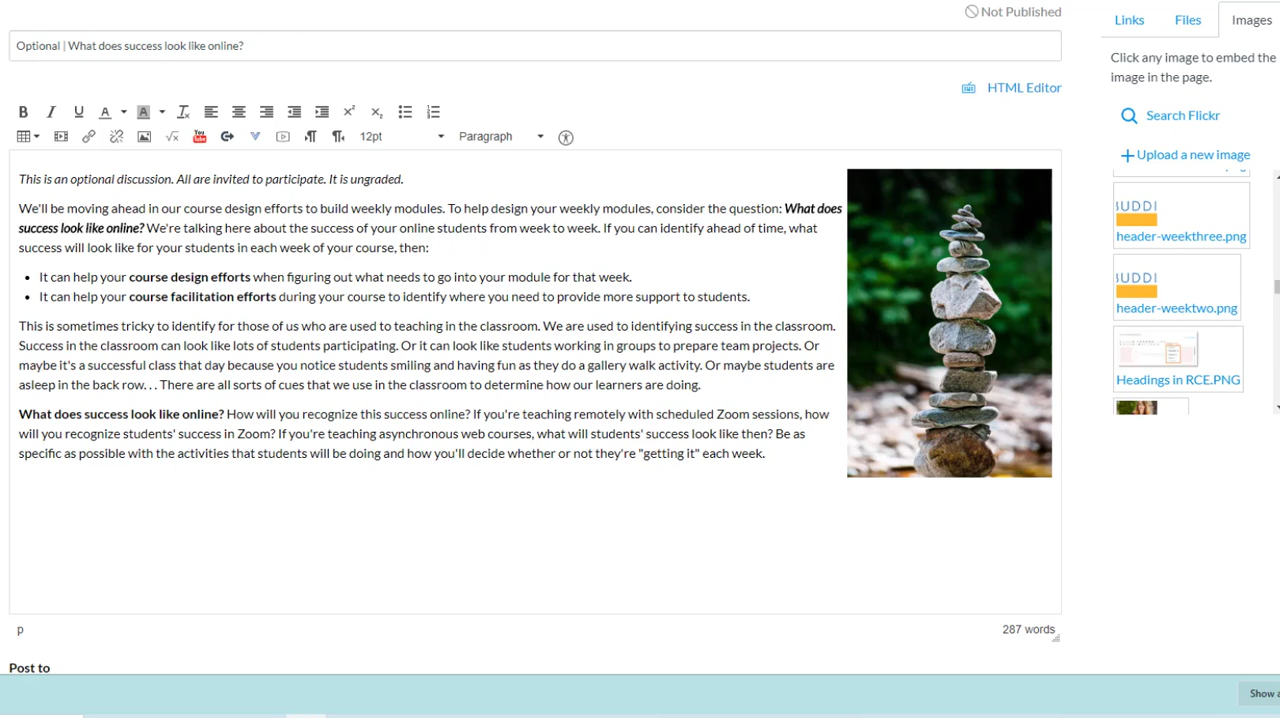 Not Published
Links Files Images
Optional | What does success look like online?
Click any image to embed the
image in the page.
HTML Editor
Search Flickr
B I U A A
12pt Paragraph
Upload a new image
This is an optional discussion. All are invited to participate. It is ungraded.
We'll be moving ahead in our course design efforts to build weekly modules. To help design your weekly modules, consider the question: What does
success look like online? We're talking here about the success of your online students from week to week. If you can identify ahead of time, what
success will look like for your students in each week of your course, then:
• It can help your course design efforts when figuring out what needs to go into your module for that week.
• It can help your course facilitation efforts during your course to identify where you need to provide more support to students.
This is sometimes tricky to identify for those of us who are used to teaching in the classroom. We are used to identifying success in the classroom.
Success in the classroom can look like lots of students participating. Or it can look like students working in groups to prepare team projects. Or
maybe it's a successful class that day because you notice students smiling and having fun as they do a gallery walk activity. Or maybe students are
asleep in the back row. . . There are all sorts of cues that we use in the classroom to determine how our learners are doing.
What does success look like online? How will you recognize this success online? If you're teaching remotely with scheduled Zoom sessions, how
will you recognize students' success in Zoom? If you're teaching asynchronous web courses, what will students' success look like then? Be as
specific as possible with the activities that students will be doing and how you'll decide whether or not they're "getting it" each week.
BUDDI
header-weekthree.png
BUDDI
header-weektwo.png
Headings in RCE.PNG
p
287 words
Post to
Show